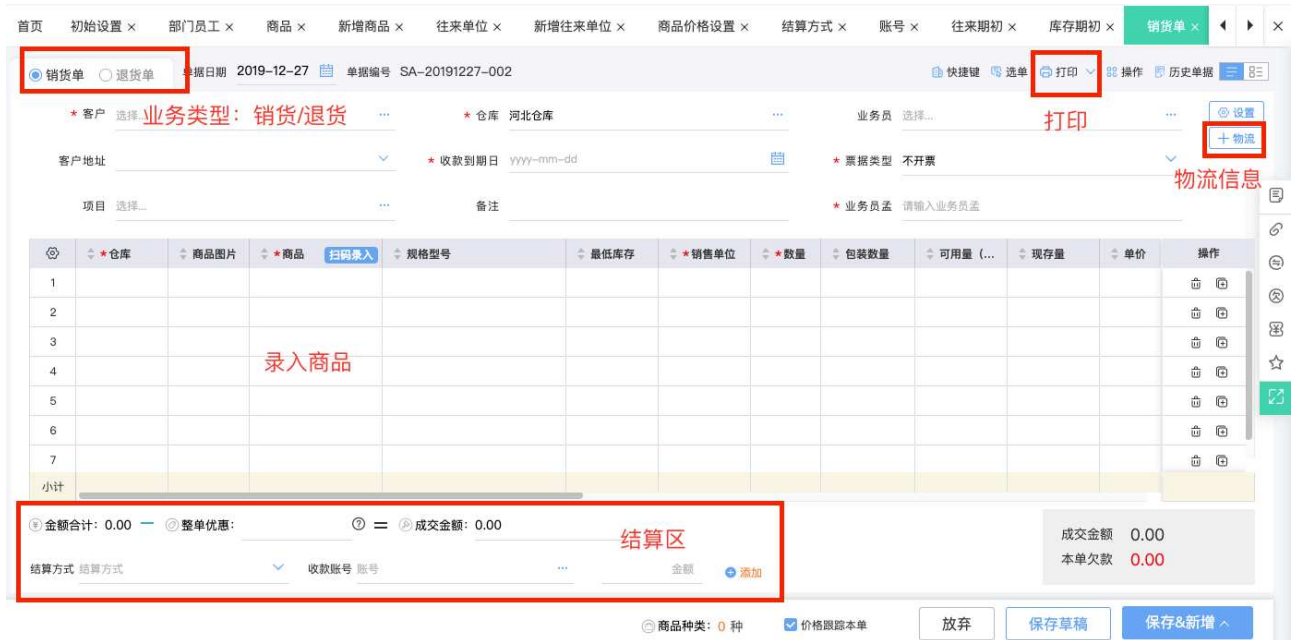 首页 初始设置 × 部门员工 × 商品 × 新增商品 × 往来单位 × 新增往来单位 × 商品价格设置 × 结算方式 × 账号 × 往来期初 × 库存期初 × 销货单 ×
销货单 退货单 单据日期 2019-12-27 单据编号 SA-20191227-002 快捷键 选单 打印 操作 历史单据
* 客户 选择... 业务类型：销货/退货 ... * 仓库 河北仓库 ... 业务员 选择... 打印 ... 设置
+ 物流
客户地址 * 收款到期日 yyyy-mm-dd * 票据类型 不开票
物流信息
项目 选择... ... 备注 * 业务员孟 请输入业务员孟
*仓库 商品图片 *商品 扫码录入 规格型号 最低库存 *销售单位 *数量 包装数量 可用量（... 现存量 单价 操作
1
2
3
录入商品
4
5
6
7
小计
¥ 金额合计：0.00 － 整单优惠： ? = 成交金额：0.00
结算区
成交金额 0.00
本单欠款 0.00
结算方式 结算方式 收款账号 账号 ... 金额 添加
商品种类：0 种 价格跟踪本单 放弃 保存草稿 保存&新增